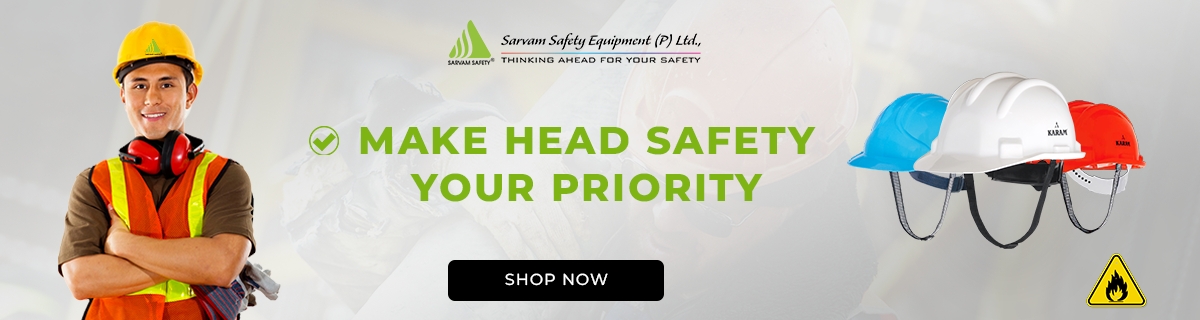 Sarvam Safety Equipment (P) Ltd.,
SARVAM SAFETY®
THINKING AHEAD FOR YOUR SAFETY
MAKE HEAD SAFETY
YOUR PRIORITY
KARAM
KARAM
SHOP NOW